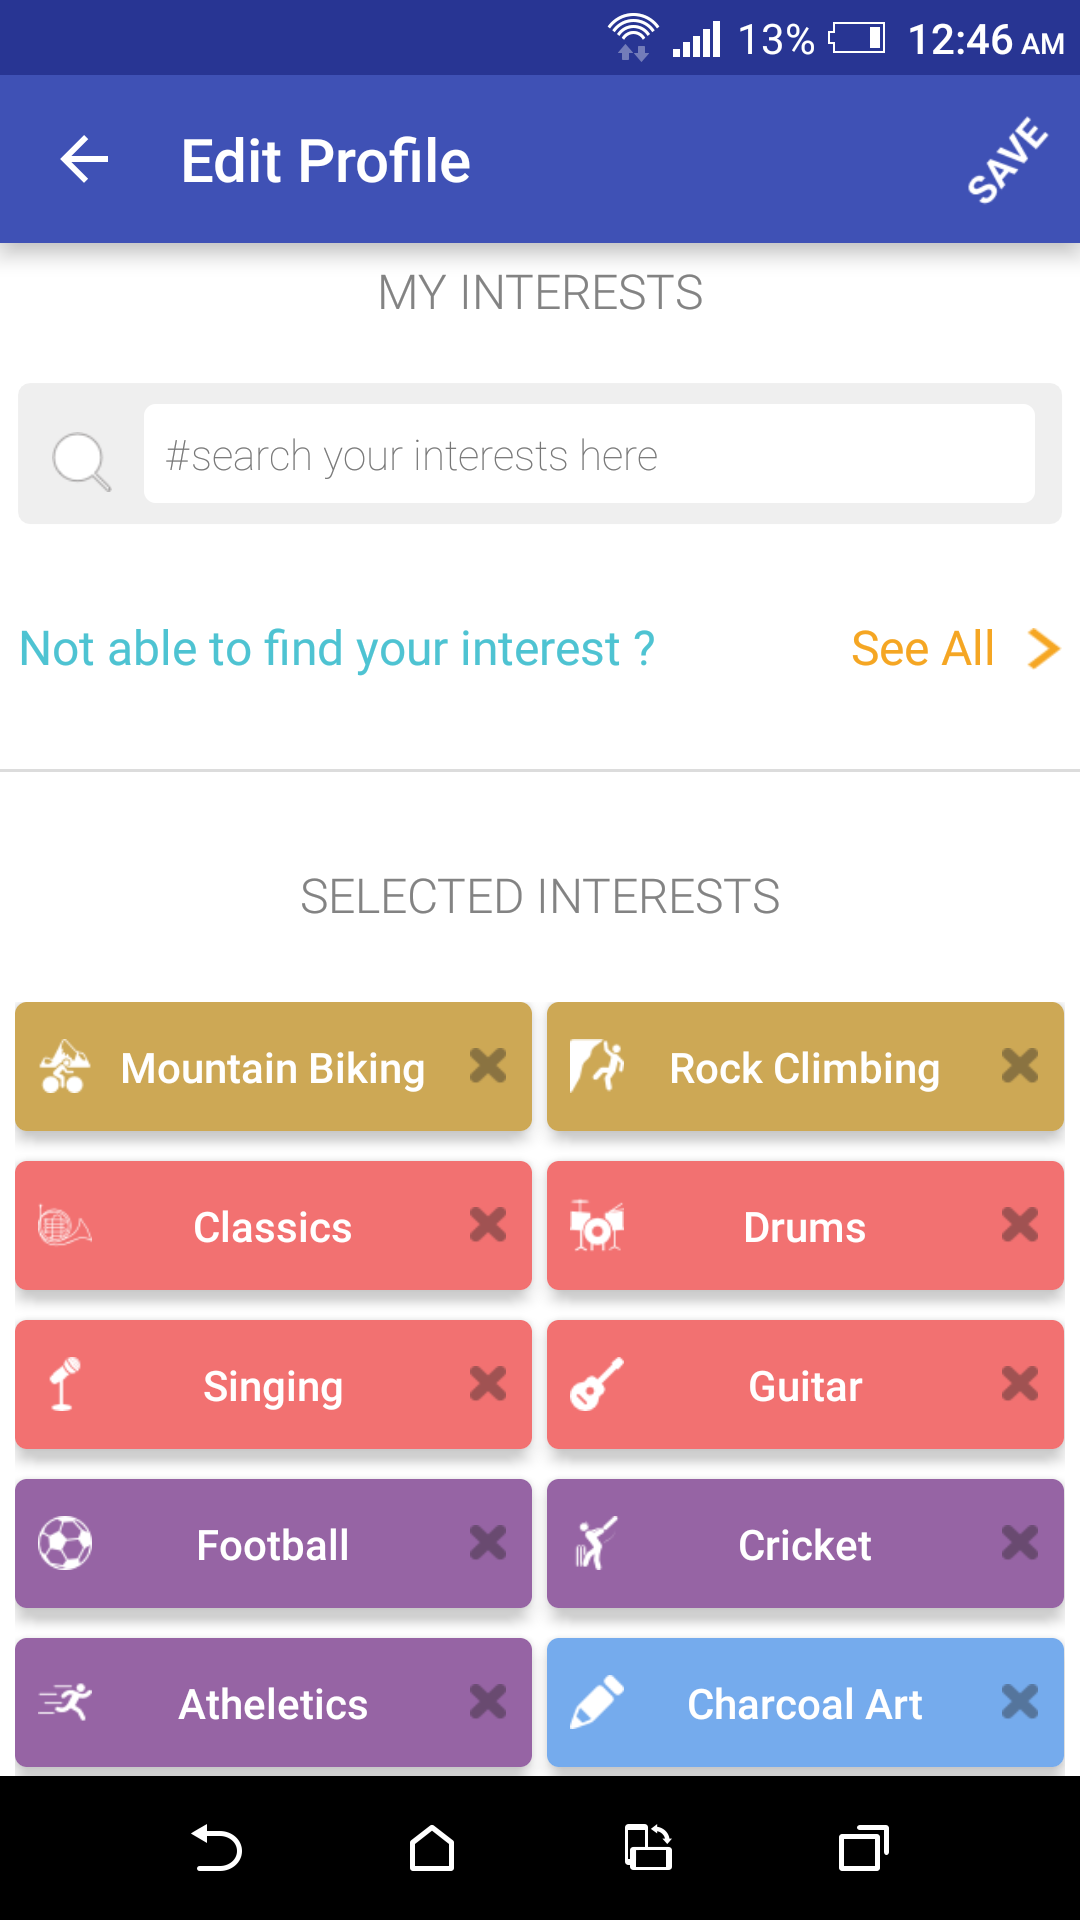 13% 12:46 AM
Edit Profile SAVE
MY INTERESTS
#search your interests here
Not able to find your interest ? See All
SELECTED INTERESTS
Mountain Biking Rock Climbing
Classics Drums
Singing Guitar
Football Cricket
Atheletics Charcoal Art